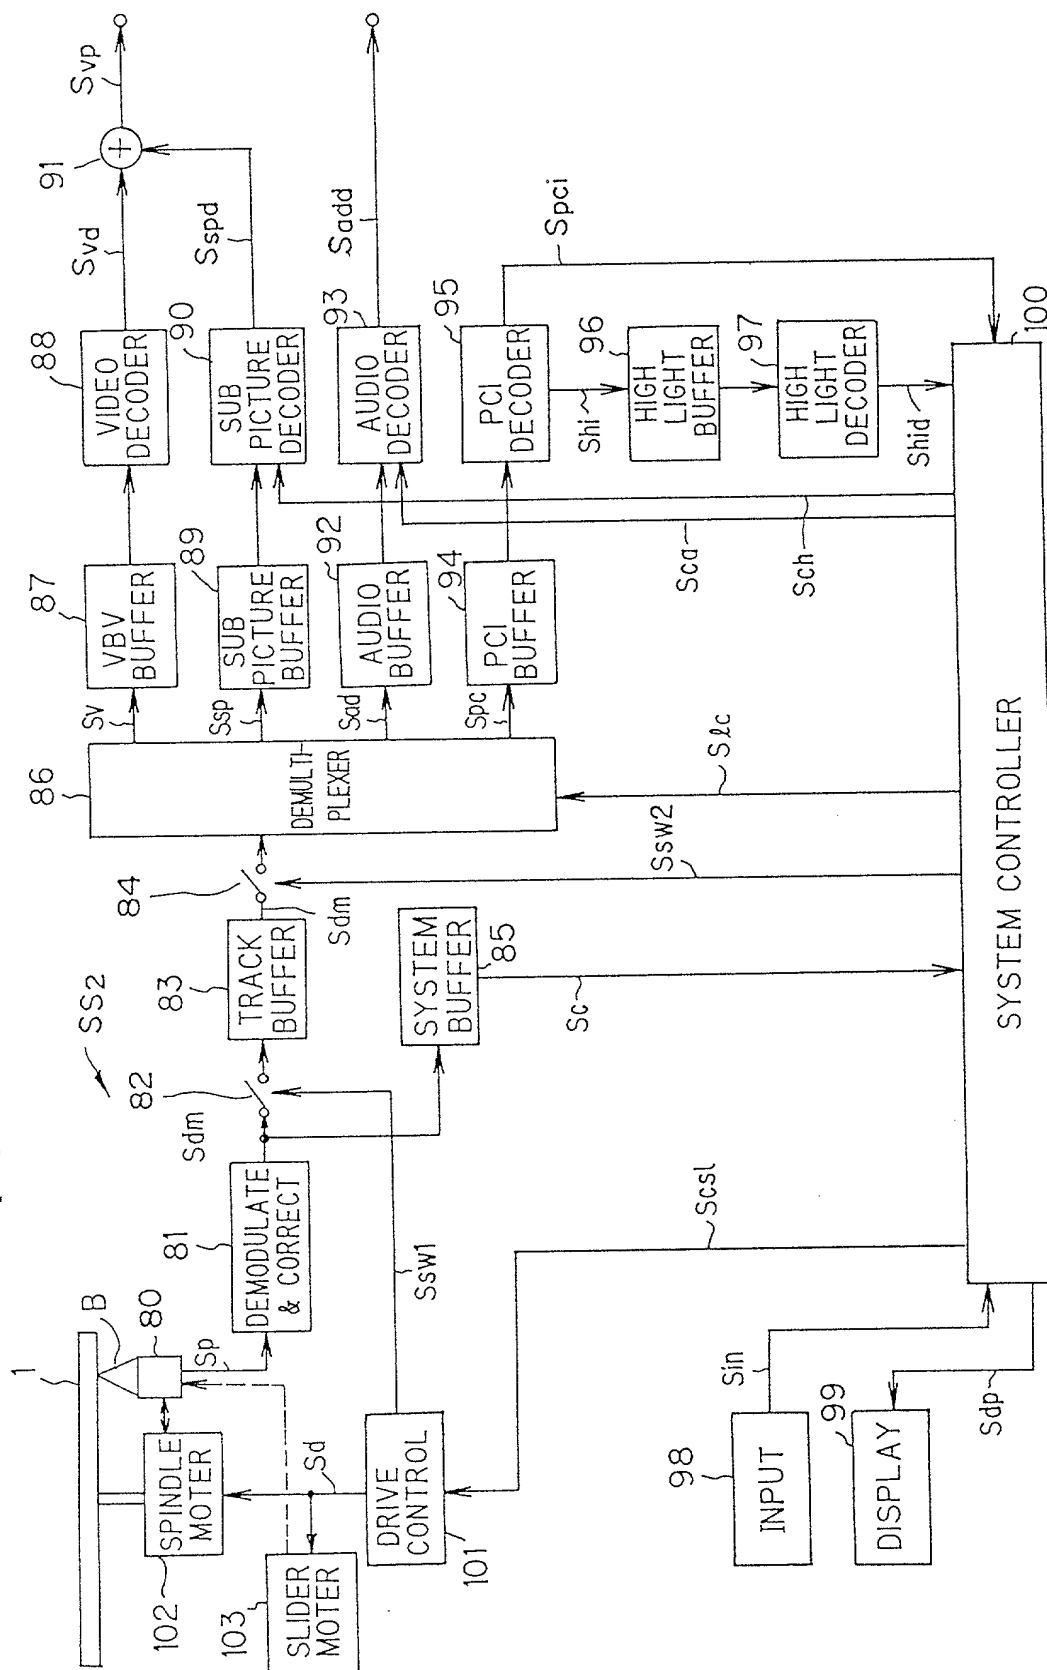 SS2
1
B
80
Sp
102
SPINDLE
MOTER
103
SLIDER
MOTER
Sd
DRIVE
CONTROL
101
81
DEMODULATE
& CORRECT
Sdm
82
Ssw1
83
TRACK
BUFFER
84
Sdm
SYSTEM
BUFFER
85
Sc
Ssw2
Slc
86
DEMULTI-
PLEXER
Sv
Ssp
Sad
Spc
87
VBV
BUFFER
89
SUB
PICTURE
BUFFER
92
AUDIO
BUFFER
94
PCI
BUFFER
88
VIDEO
DECODER
90
SUB
PICTURE
DECODER
93
AUDIO
DECODER
95
PCI
DECODER
Svd
91
+
Svp
Sspd
Sadd
Spci
Shi
96
HIGH
LIGHT
BUFFER
97
HIGH
LIGHT
DECODER
Shid
Sca
Sch
Scsl
98
INPUT
Sin
99
DISPLAY
Sdp
SYSTEM CONTROLLER
100